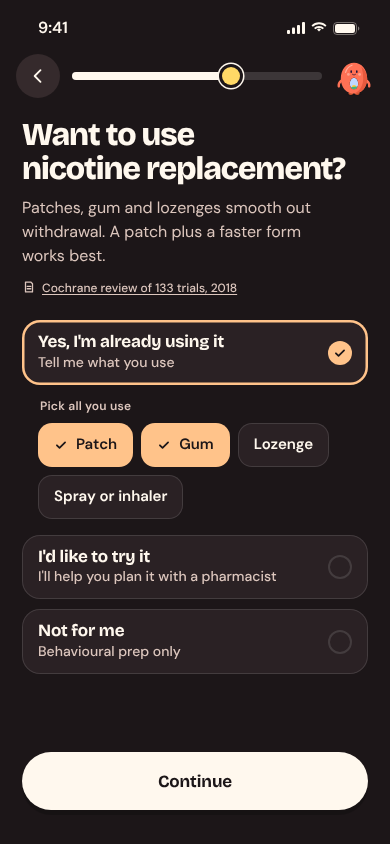 9:41
Want to use
nicotine replacement?
Patches, gum and lozenges smooth out
withdrawal. A patch plus a faster form
works best.
Cochrane review of 133 trials, 2018
Yes, I'm already using it
Tell me what you use
Pick all you use
Patch
Gum
Lozenge
Spray or inhaler
I'd like to try it
I'll help you plan it with a pharmacist
Not for me
Behavioural prep only
Continue